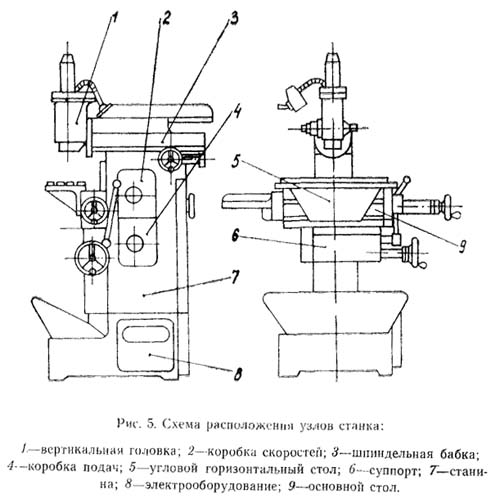 1
2
3
4
5
6
7
8
9
Рис. 5. Схема расположения узлов станка:
1—вертикальная головка; 2—коробка скоростей; 3—шпиндельная бабка;
4—коробка подач; 5—угловой горизонтальный стол; 6—суппорт; 7—стани-
на; 8—электрооборудование; 9—основной стол.